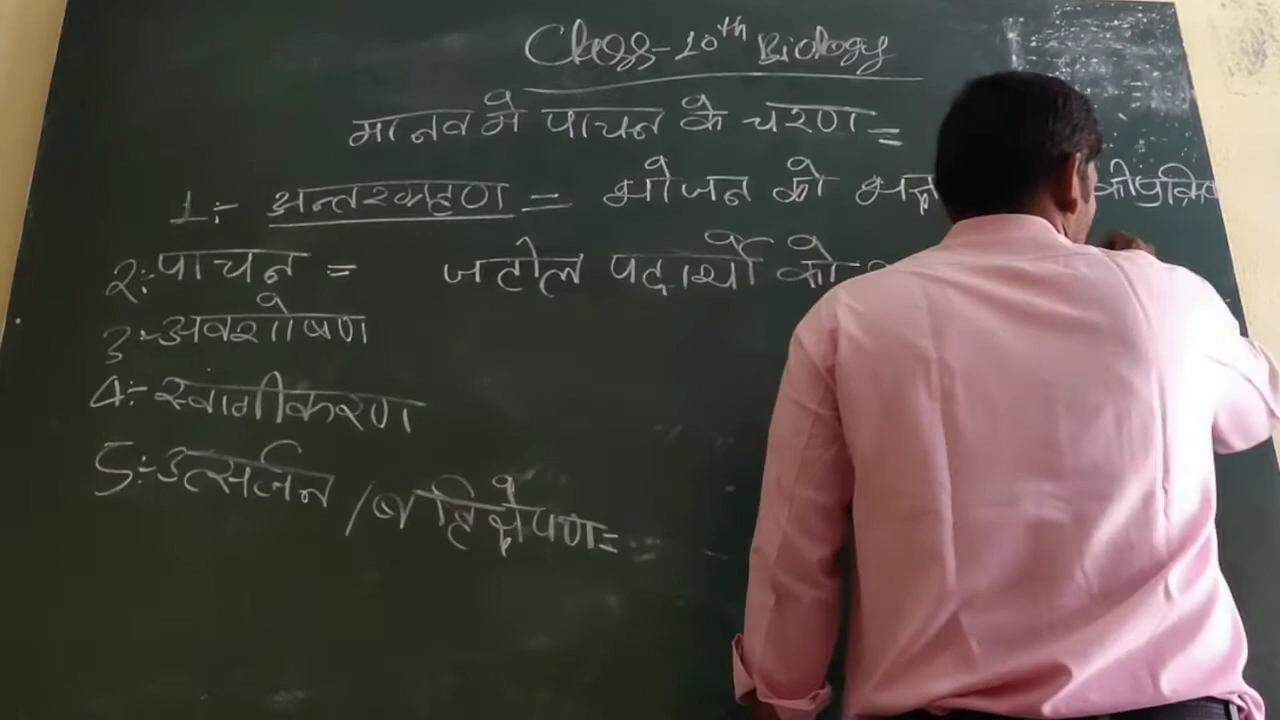 Class-10th Biology
मानव मे पाचन के चरण =
1:- अन्तरग्रहण = भोजन को की प्रक्रिया
2:- पाचन = जटील पदार्थो को
3:- अवशोषण
4:- स्वांगीकरण
5:- उत्सर्जन / बहिक्षेपण =